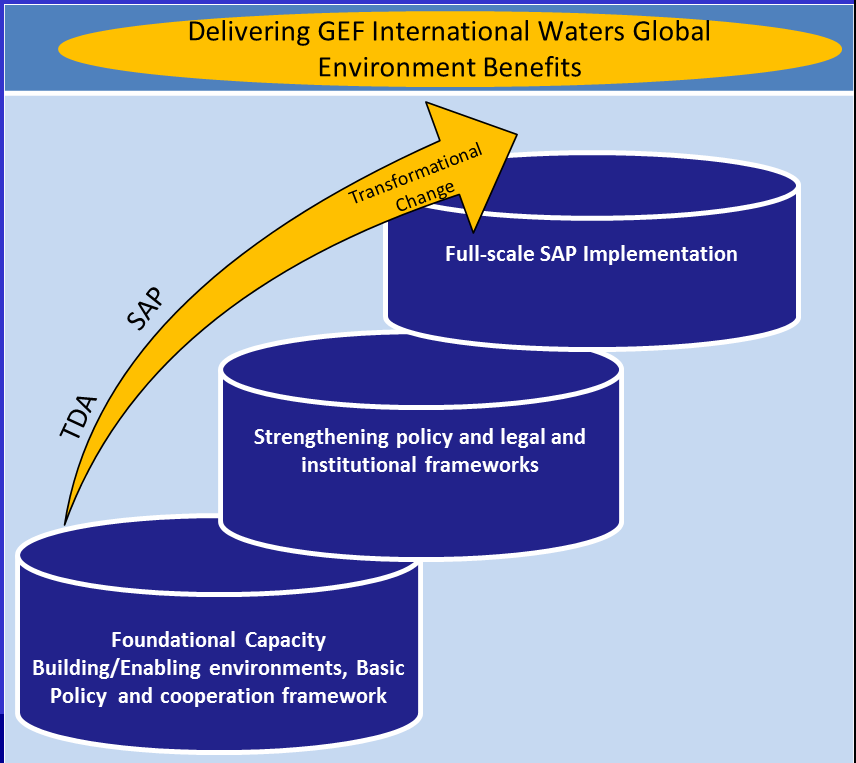 Delivering GEF International Waters Global
Environment Benefits
Transformational
Change
SAP
TDA
Full-scale SAP Implementation
Strengthening policy and legal and
institutional frameworks
Foundational Capacity
Building/Enabling environments, Basic
Policy and cooperation framework